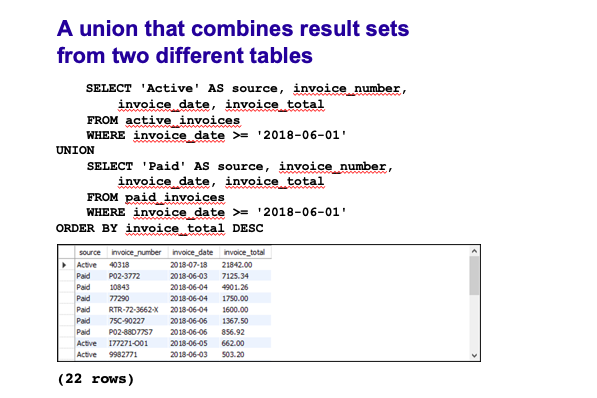 A union that combines result sets
from two different tables
SELECT 'Active' AS source, invoice_number,
invoice_date, invoice_total
FROM active_invoices
WHERE invoice_date >= '2018-06-01'
UNION
SELECT 'Paid' AS source, invoice_number,
invoice_date, invoice_total
FROM paid_invoices
WHERE invoice_date >= '2018-06-01'
ORDER BY invoice_total DESC
source invoice_number invoice_date invoice_total
Active 40318 2018-07-18 21842.00
Paid P02-3772 2018-06-03 7125.34
Paid 10843 2018-06-04 4901.26
Paid 77290 2018-06-04 1750.00
Paid RTR-72-3662-X 2018-06-04 1600.00
Paid 75C-90227 2018-06-06 1367.50
Paid P02-88D77S7 2018-06-06 856.92
Active I77271-O01 2018-06-05 662.00
Active 9982771 2018-06-03 503.20
(22 rows)